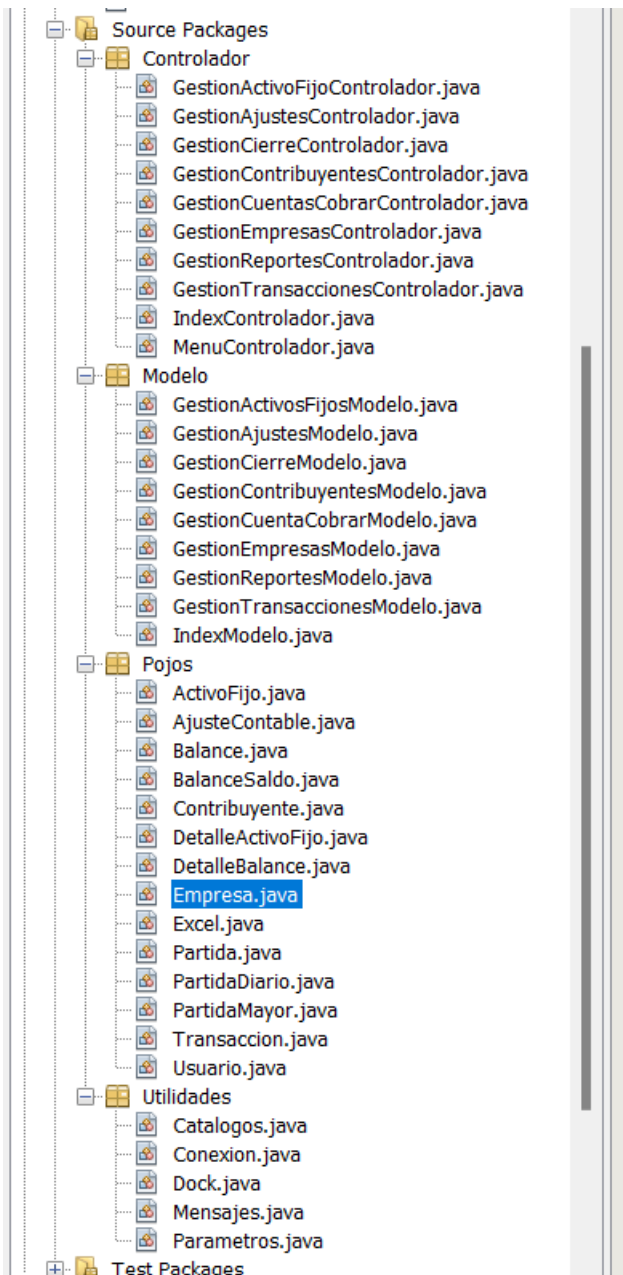 Source Packages
Controlador
GestionActivoFijoControlador.java
GestionAjustesControlador.java
GestionCierreControlador.java
GestionContribuyentesControlador.java
GestionCuentasCobrarControlador.java
GestionEmpresasControlador.java
GestionReportesControlador.java
GestionTransaccionesControlador.java
IndexControlador.java
MenuControlador.java
Modelo
GestionActivosFijosModelo.java
GestionAjustesModelo.java
GestionCierreModelo.java
GestionContribuyentesModelo.java
GestionCuentaCobrarModelo.java
GestionEmpresasModelo.java
GestionReportesModelo.java
GestionTransaccionesModelo.java
IndexModelo.java
Pojos
ActivoFijo.java
AjusteContable.java
Balance.java
BalanceSaldo.java
Contribuyente.java
DetalleActivoFijo.java
DetalleBalance.java
Empresa.java
Excel.java
Partida.java
PartidaDiario.java
PartidaMayor.java
Transaccion.java
Usuario.java
Utilidades
Catalogos.java
Conexion.java
Dock.java
Mensajes.java
Parametros.java
Test Packages